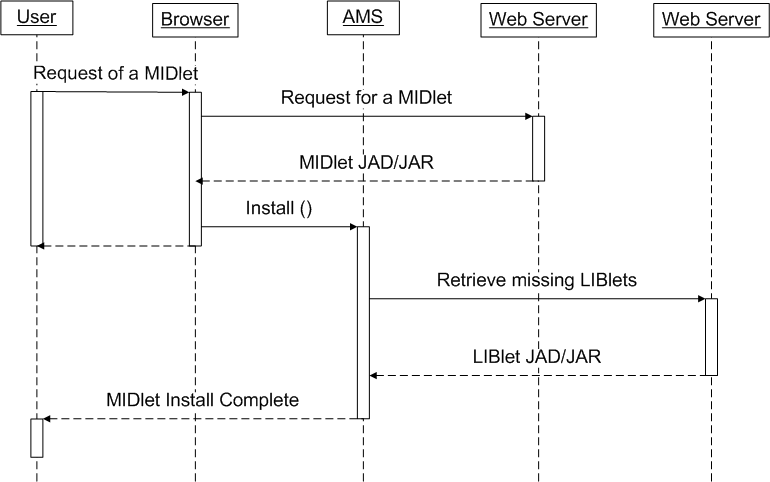 User
Browser
AMS
Web Server
Web Server
Request of a MIDlet
Request for a MIDlet
MIDlet JAD/JAR
Install ()
Retrieve missing LIBlets
LIBlet JAD/JAR
MIDlet Install Complete